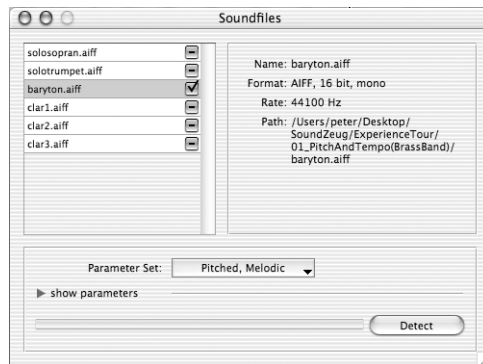 Soundfiles
solosopran.aiff
solotrumpet.aiff
baryton.aiff
clar1.aiff
clar2.aiff
clar3.aiff
Name: baryton.aiff
Format: AIFF, 16 bit, mono
Rate: 44100 Hz
Path: /Users/peter/Desktop/
SoundZeug/ExperienceTour/
01_PitchAndTempo(BrassBand)/
baryton.aiff
Parameter Set: Pitched, Melodic
show parameters
Detect